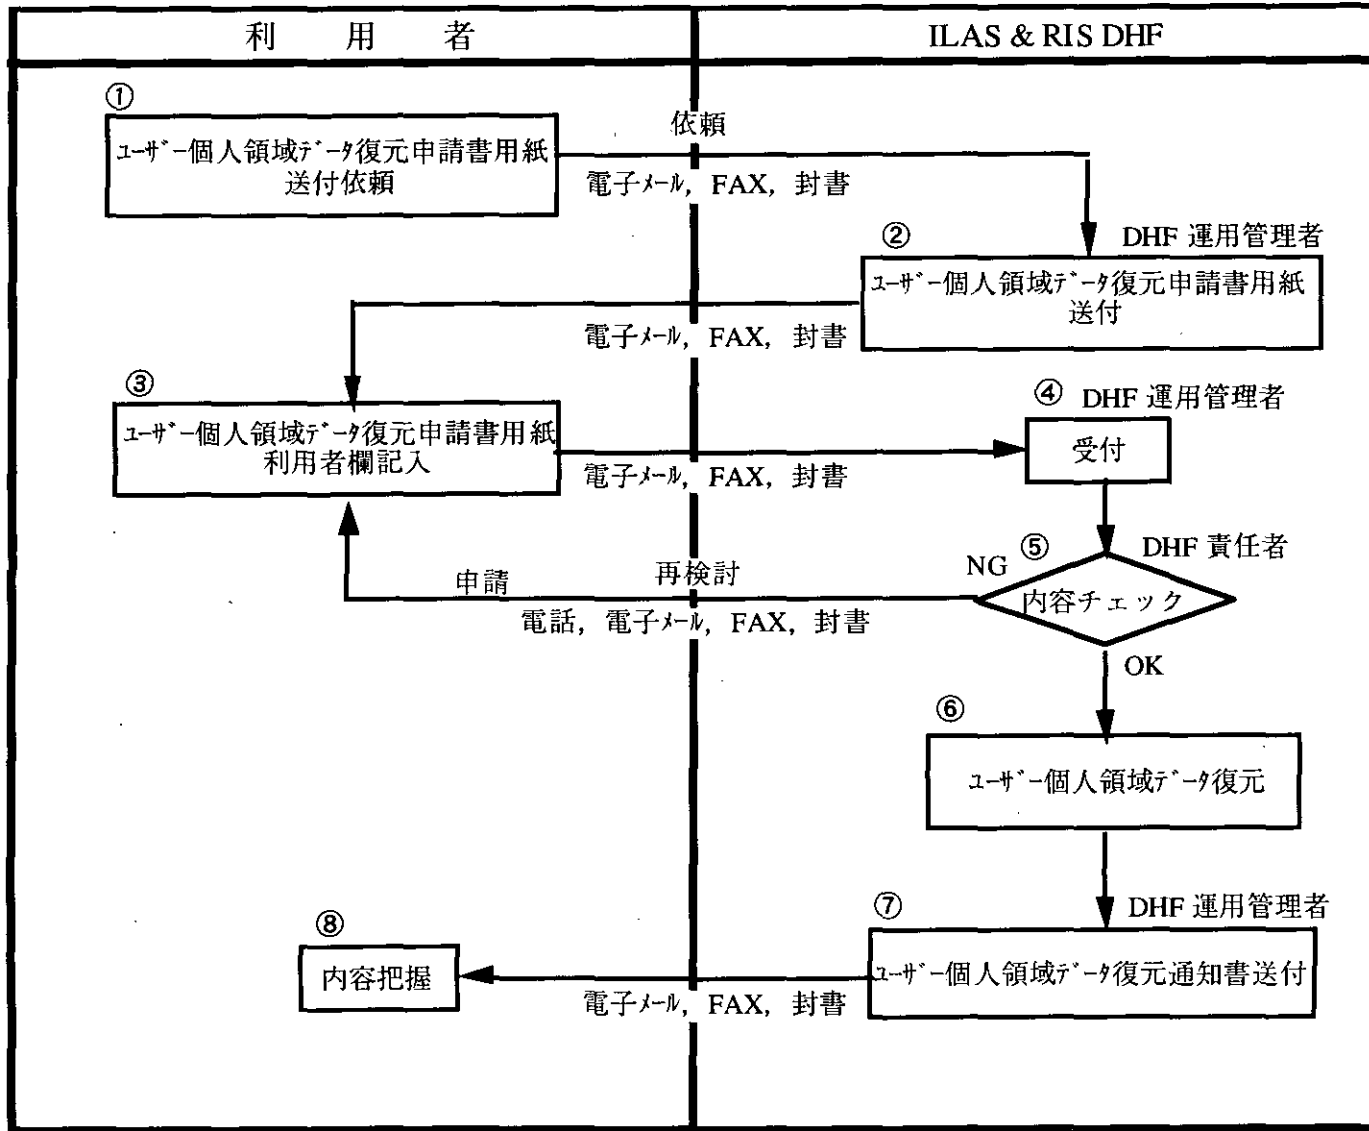 利 用 者
ILAS & RIS DHF
①
ﾕｰｻﾞｰ個人領域ﾃﾞｰﾀ復元申請書用紙
送付依頼
依頼
電子ﾒｰﾙ, FAX, 封書
② DHF 運用管理者
ﾕｰｻﾞｰ個人領域ﾃﾞｰﾀ復元申請書用紙
送付
電子ﾒｰﾙ, FAX, 封書
③
ﾕｰｻﾞｰ個人領域ﾃﾞｰﾀ復元申請書用紙
利用者欄記入
電子ﾒｰﾙ, FAX, 封書
④ DHF 運用管理者
受付
⑤ DHF 責任者
内容チェック
NG
申請 再検討
電話, 電子ﾒｰﾙ, FAX, 封書
OK
⑥
ﾕｰｻﾞｰ個人領域ﾃﾞｰﾀ復元
⑦ DHF 運用管理者
ﾕｰｻﾞｰ個人領域ﾃﾞｰﾀ復元通知書送付
電子ﾒｰﾙ, FAX, 封書
⑧
内容把握